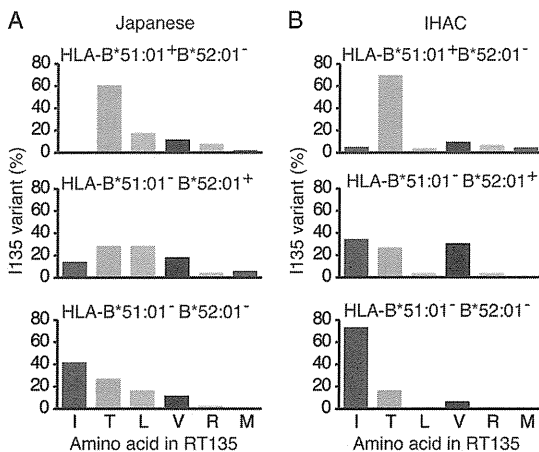 A
Japanese
HLA-B*51:01⁺B*52:01⁻
80
60
40
20
0
HLA-B*51:01⁻ B*52:01⁺
80
60
40
20
0
HLA-B*51:01⁻ B*52:01⁻
80
60
40
20
0
I135 variant (%)
I T L V R M
Amino acid in RT135
B
IHAC
HLA-B*51:01⁺B*52:01⁻
80
60
40
20
0
HLA-B*51:01⁻ B*52:01⁺
80
60
40
20
0
HLA-B*51:01⁻ B*52:01⁻
80
60
40
20
0
I135 variant (%)
I T L V R M
Amino acid in RT135